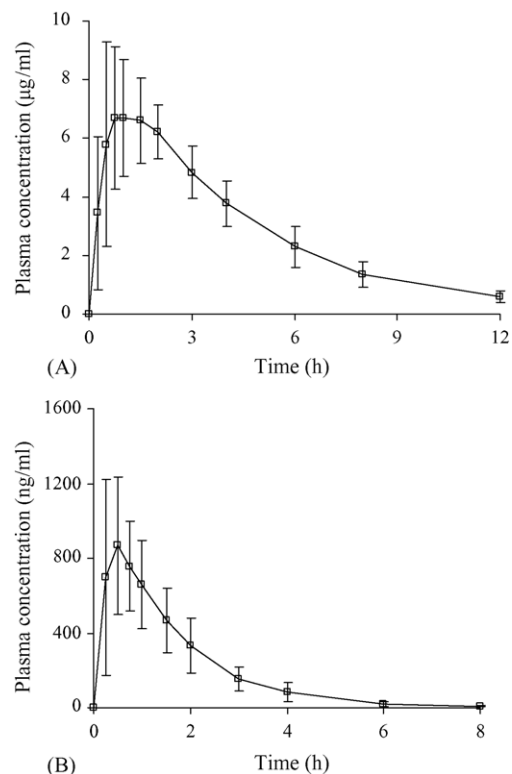 10
8
6
4
2
0
Plasma concentration (μg/ml)
0 3 6 9 12
(A) Time (h)
1600
1200
800
400
0
Plasma concentration (ng/ml)
0 2 4 6 8
(B) Time (h)